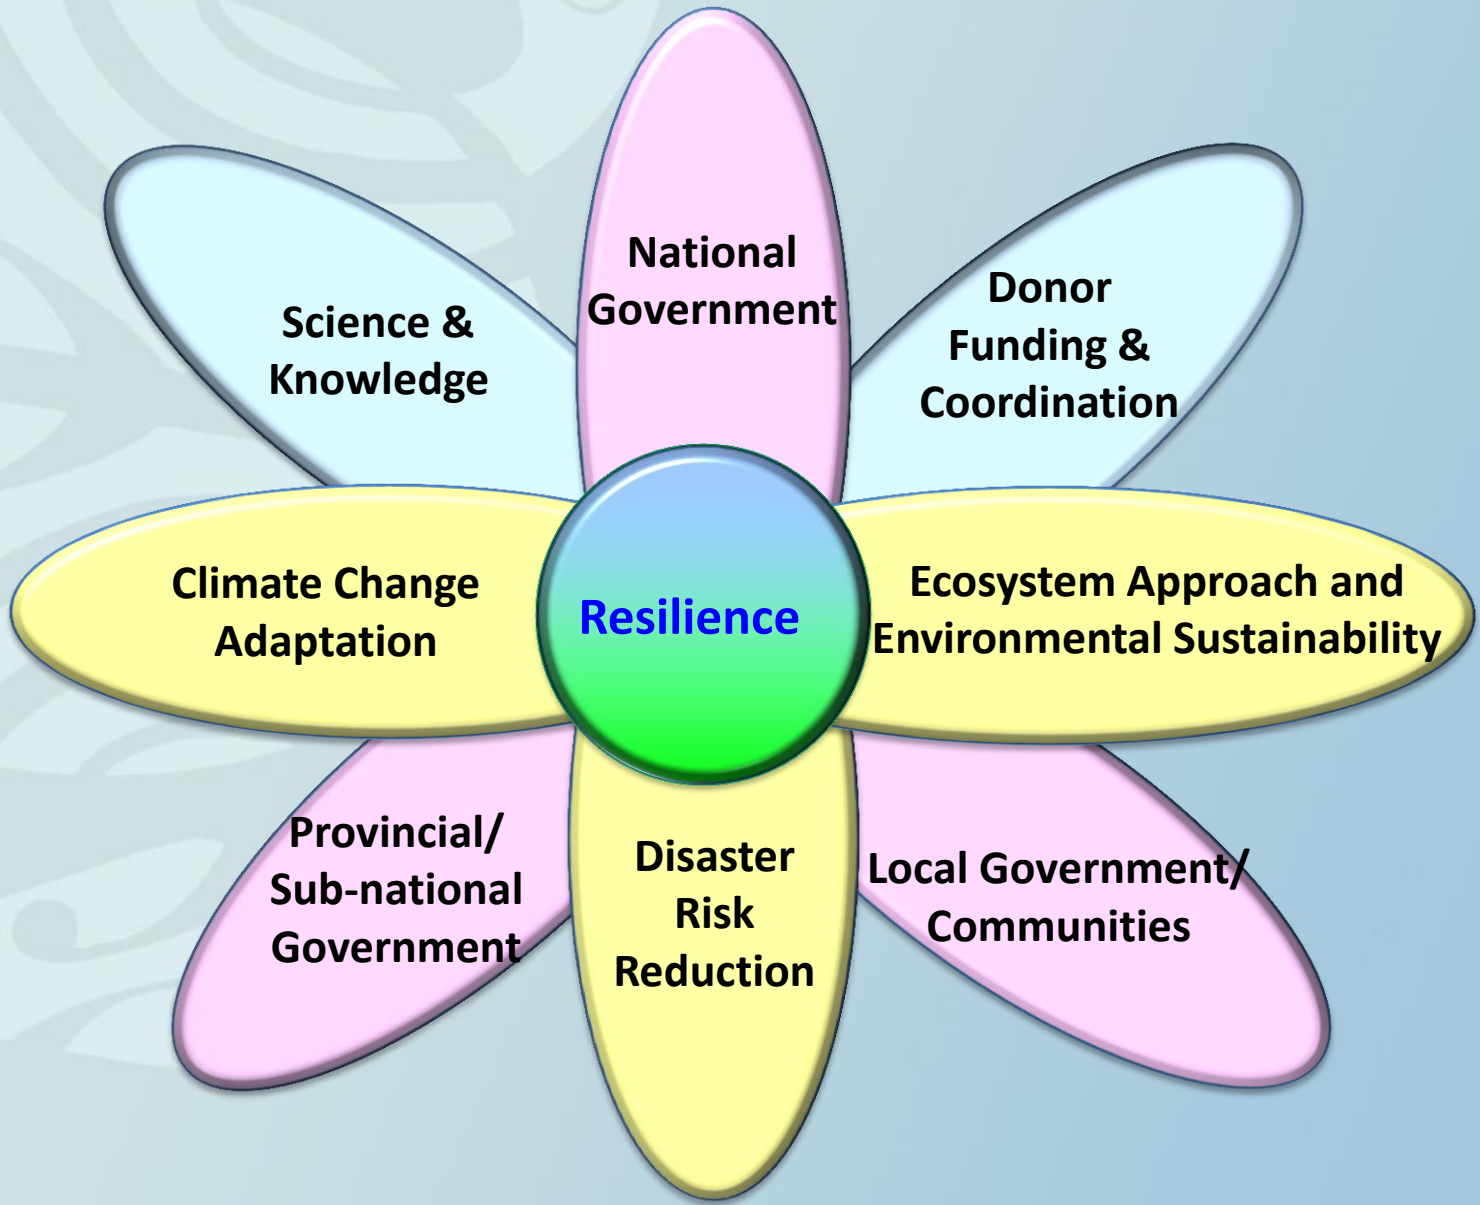 National
Government
Donor
Funding &
Coordination
Science &
Knowledge
Climate Change
Adaptation
Resilience
Ecosystem Approach and
Environmental Sustainability
Provincial/
Sub-national
Government
Disaster
Risk
Reduction
Local Government/
Communities